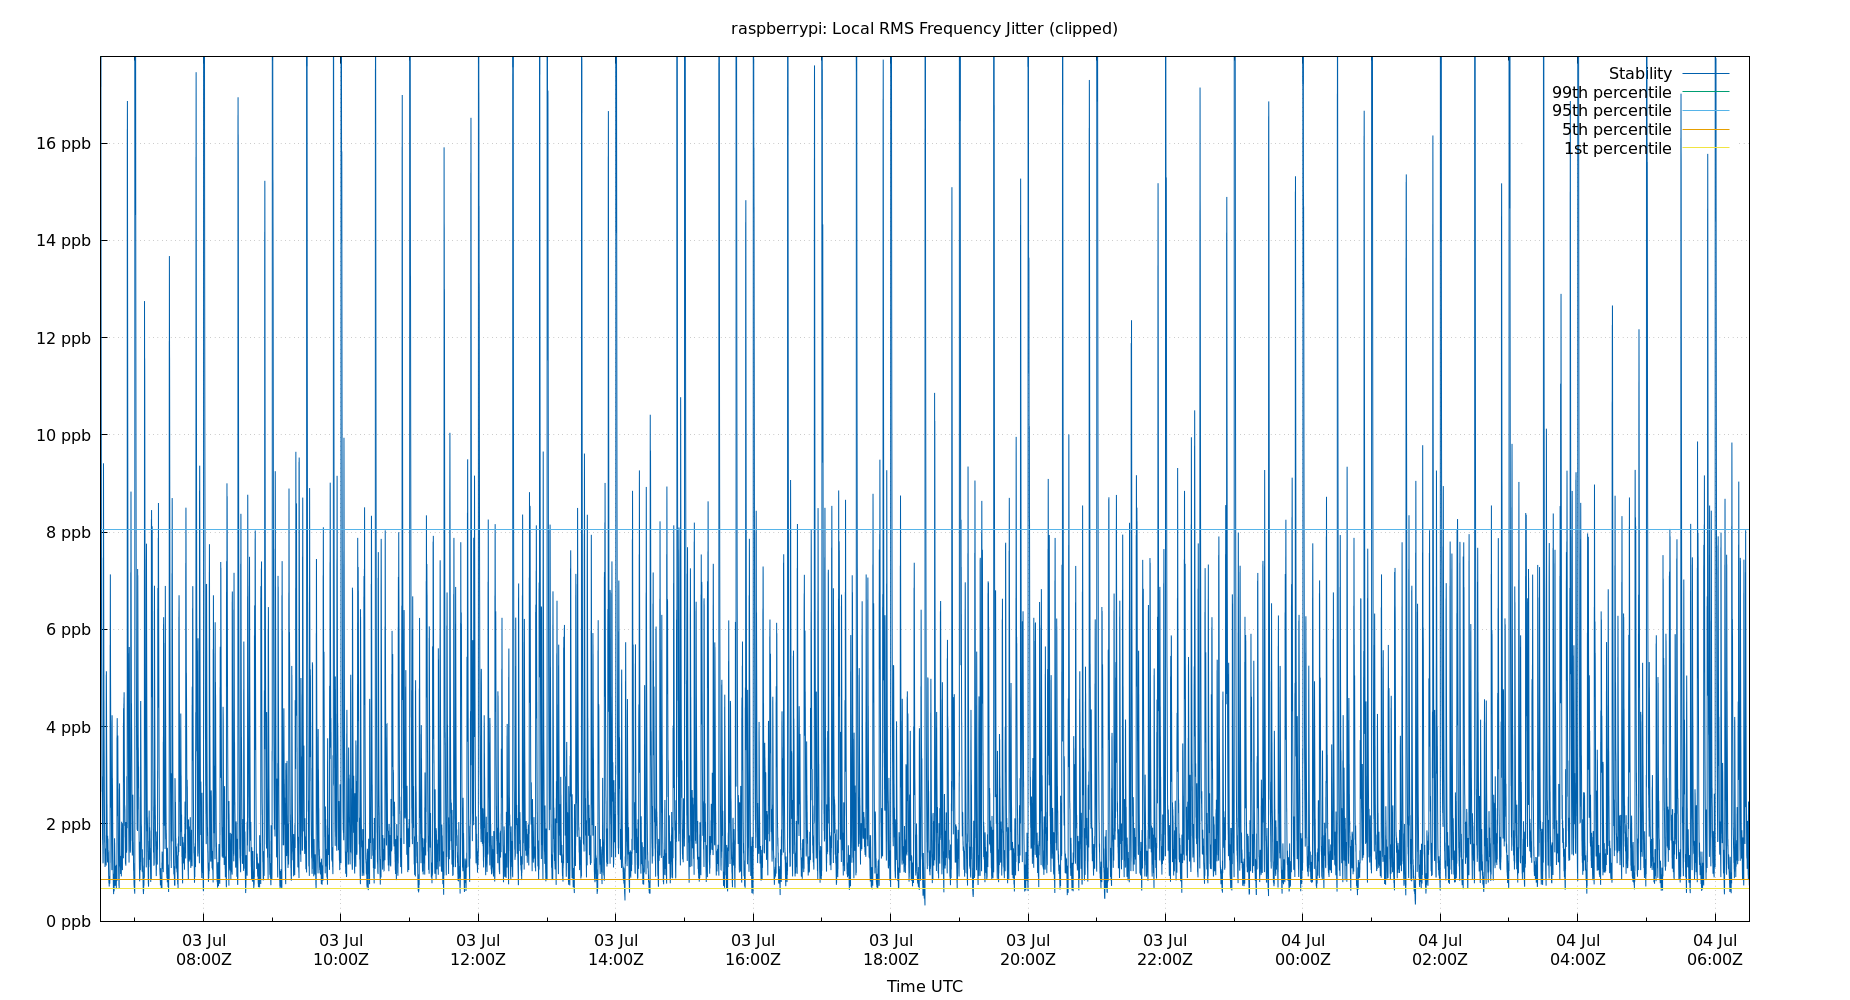 raspberrypi: Local RMS Frequency Jitter (clipped)
Stability
99th percentile
95th percentile
5th percentile
1st percentile
16 ppb
14 ppb
12 ppb
10 ppb
8 ppb
6 ppb
4 ppb
2 ppb
0 ppb
03 Jul 03 Jul 03 Jul 03 Jul 03 Jul 03 Jul 03 Jul 03 Jul 04 Jul 04 Jul 04 Jul 04 Jul
08:00Z 10:00Z 12:00Z 14:00Z 16:00Z 18:00Z 20:00Z 22:00Z 00:00Z 02:00Z 04:00Z 06:00Z
Time UTC